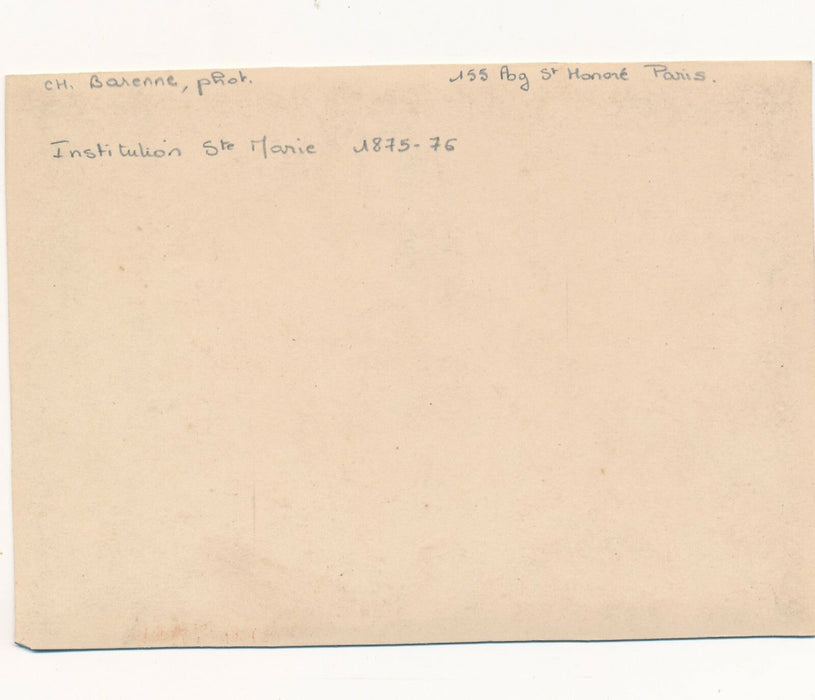 CH. Barenne, phot. 155 Fbg St Honoré Paris.
Institution Ste Marie 1875-76